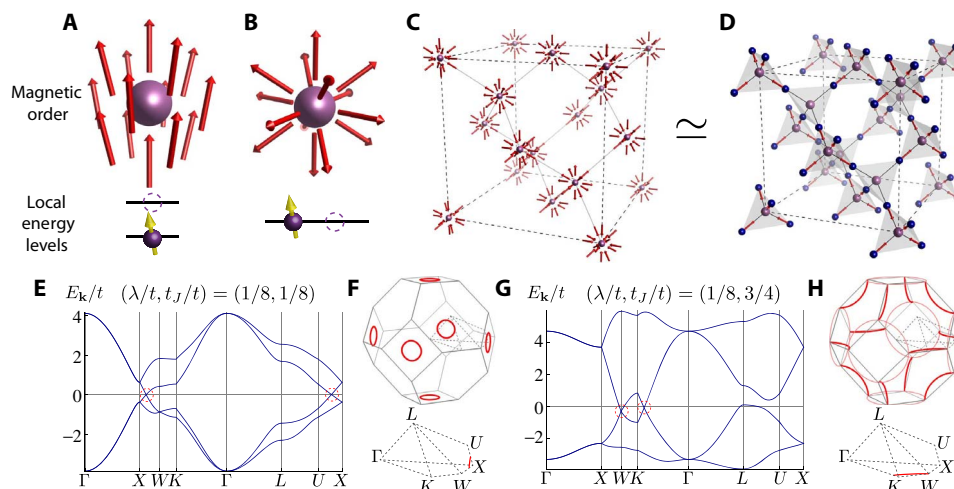 A B C D
Magnetic
order
≃
Local
energy
levels
E E_k/t (λ/t, t_J/t) = (1/8, 1/8) F G E_k/t (λ/t, t_J/t) = (1/8, 3/4) H
4
2
0
−2
Γ X W K Γ L U X
L
Γ
U
X
K W
4
2
0
−2
Γ X W K Γ L U X
L
Γ
U
X
K W